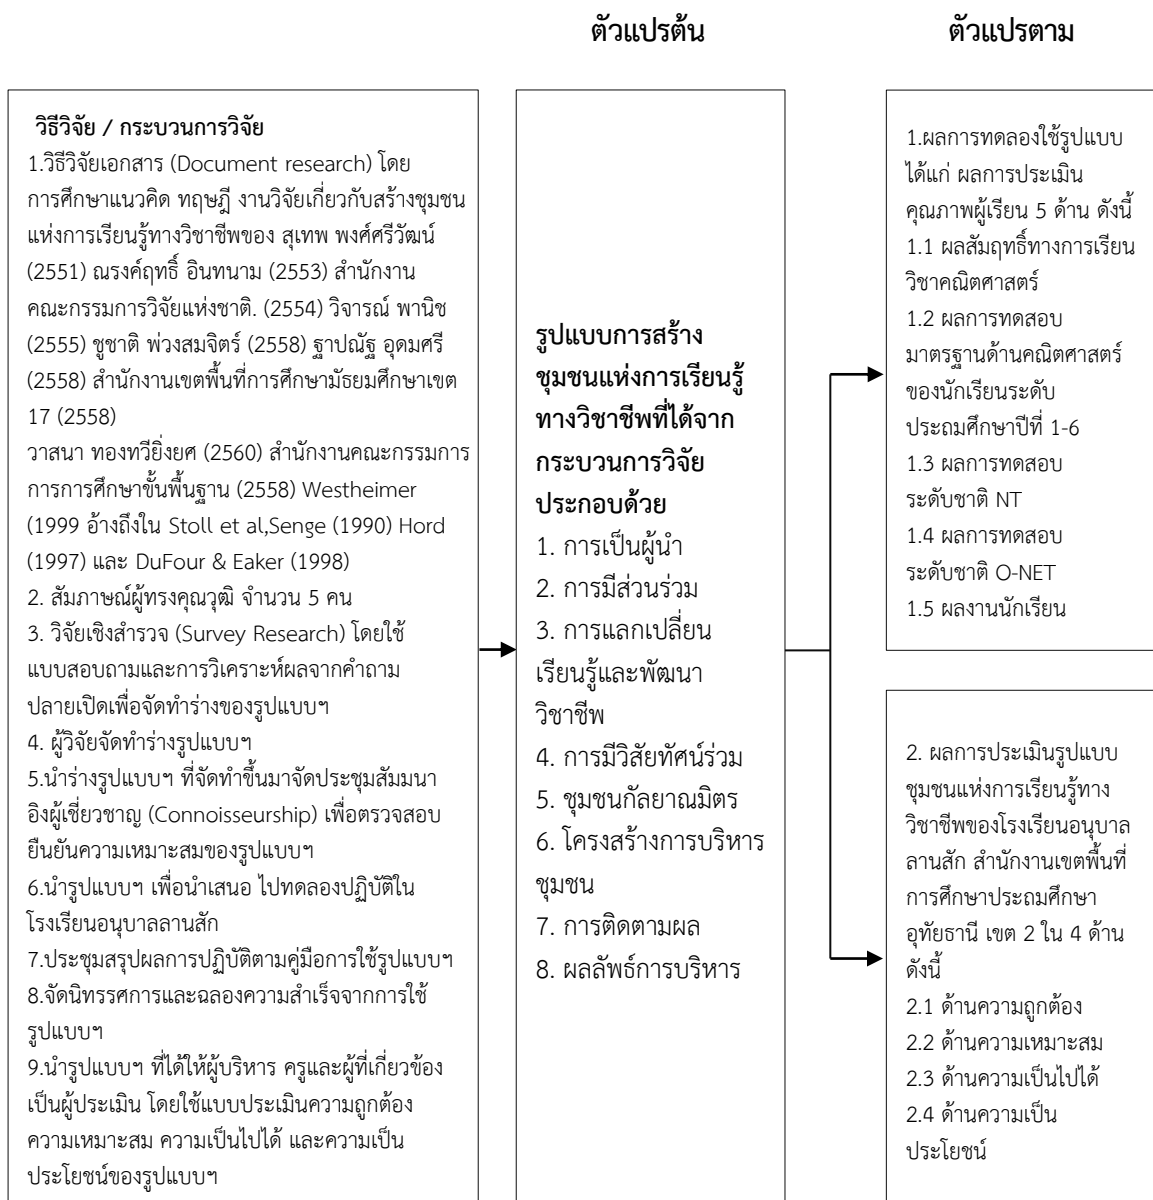 ตัวแปรต้น
ตัวแปรตาม
วิธีวิจัย / กระบวนการวิจัย
1.วิธีวิจัยเอกสาร (Document research) โดย
การศึกษาแนวคิด ทฤษฎี งานวิจัยเกี่ยวกับสร้างชุมชน
แห่งการเรียนรู้ทางวิชาชีพของ สุเทพ พงศ์ศรีวัฒน์
(2551) ณรงค์ฤทธิ์ อินทนาม (2553) สำนักงาน
คณะกรรมการวิจัยแห่งชาติ. (2554) วิจารณ์ พานิช
(2555) ชูชาติ พ่วงสมจิตร์ (2558) ฐาปณัฐ อุดมศรี
(2558) สำนักงานเขตพื้นที่การศึกษามัธยมศึกษาเขต
17 (2558)
วาสนา ทองทวียิ่งยศ (2560) สำนักงานคณะกรรมการ
การการศึกษาขั้นพื้นฐาน (2558) Westheimer
(1999 อ้างถึงใน Stoll et al,Senge (1990) Hord
(1997) และ DuFour & Eaker (1998)
2. สัมภาษณ์ผู้ทรงคุณวุฒิ จำนวน 5 คน
3. วิจัยเชิงสำรวจ (Survey Research) โดยใช้
แบบสอบถามและการวิเคราะห์ผลจากคำถาม
ปลายเปิดเพื่อจัดทำร่างของรูปแบบฯ
4. ผู้วิจัยจัดทำร่างรูปแบบฯ
5.นำร่างรูปแบบฯ ที่จัดทำขึ้นมาจัดประชุมสัมมนา
อิงผู้เชี่ยวชาญ (Connoisseurship) เพื่อตรวจสอบ
ยืนยันความเหมาะสมของรูปแบบฯ
6.นำรูปแบบฯ เพื่อนำเสนอ ไปทดลองปฏิบัติใน
โรงเรียนอนุบาลลานสัก
7.ประชุมสรุปผลการปฏิบัติตามคู่มือการใช้รูปแบบฯ
8.จัดนิทรรศการและฉลองความสำเร็จจากการใช้
รูปแบบฯ
9.นำรูปแบบฯ ที่ได้ให้ผู้บริหาร ครูและผู้ที่เกี่ยวข้อง
เป็นผู้ประเมิน โดยใช้แบบประเมินความถูกต้อง
ความเหมาะสม ความเป็นไปได้ และความเป็น
ประโยชน์ของรูปแบบฯ
รูปแบบการสร้าง
ชุมชนแห่งการเรียนรู้
ทางวิชาชีพที่ได้จาก
กระบวนการวิจัย
ประกอบด้วย
1. การเป็นผู้นำ
2. การมีส่วนร่วม
3. การแลกเปลี่ยน
เรียนรู้และพัฒนา
วิชาชีพ
4. การมีวิสัยทัศน์ร่วม
5. ชุมชนกัลยาณมิตร
6. โครงสร้างการบริหาร
ชุมชน
7. การติดตามผล
8. ผลลัพธ์การบริหาร
1.ผลการทดลองใช้รูปแบบ
ได้แก่ ผลการประเมิน
คุณภาพผู้เรียน 5 ด้าน ดังนี้
1.1 ผลสัมฤทธิ์ทางการเรียน
วิชาคณิตศาสตร์
1.2 ผลการทดสอบ
มาตรฐานด้านคณิตศาสตร์
ของนักเรียนระดับ
ประถมศึกษาปีที่ 1-6
1.3 ผลการทดสอบ
ระดับชาติ NT
1.4 ผลการทดสอบ
ระดับชาติ O-NET
1.5 ผลงานนักเรียน
2. ผลการประเมินรูปแบบ
ชุมชนแห่งการเรียนรู้ทาง
วิชาชีพของโรงเรียนอนุบาล
ลานสัก สำนักงานเขตพื้นที่
การศึกษาประถมศึกษา
อุทัยธานี เขต 2 ใน 4 ด้าน
ดังนี้
2.1 ด้านความถูกต้อง
2.2 ด้านความเหมาะสม
2.3 ด้านความเป็นไปได้
2.4 ด้านความเป็น
ประโยชน์